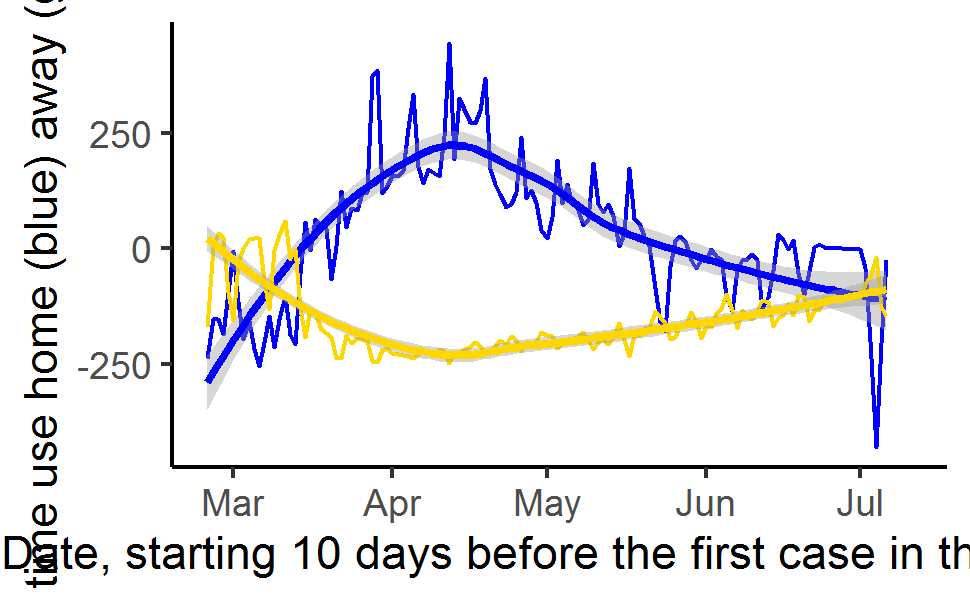 time use home (blue) away (
250
0
-250
Mar Apr May Jun Jul
Date, starting 10 days before the first case in th